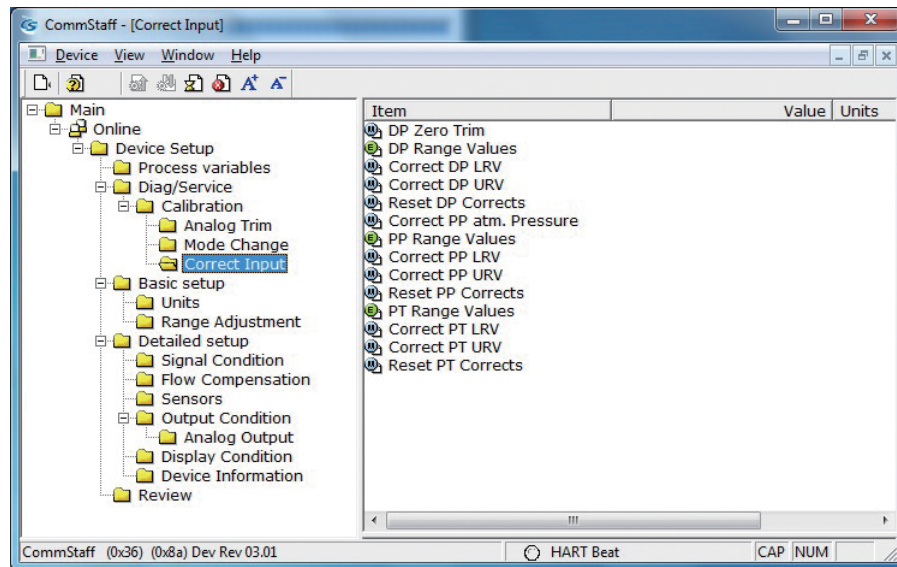 CommStaff - [Correct Input]
Device View Window Help
Main
Online
Device Setup
Process variables
Diag/Service
Calibration
Analog Trim
Mode Change
Correct Input
Basic setup
Units
Range Adjustment
Detailed setup
Signal Condition
Flow Compensation
Sensors
Output Condition
Analog Output
Display Condition
Device Information
Review
Item Value Units
DP Zero Trim
DP Range Values
Correct DP LRV
Correct DP URV
Reset DP Corrects
Correct PP atm. Pressure
PP Range Values
Correct PP LRV
Correct PP URV
Reset PP Corrects
PT Range Values
Correct PT LRV
Correct PT URV
Reset PT Corrects
CommStaff (0x36) (0x8a) Dev Rev 03.01 HART Beat CAP NUM